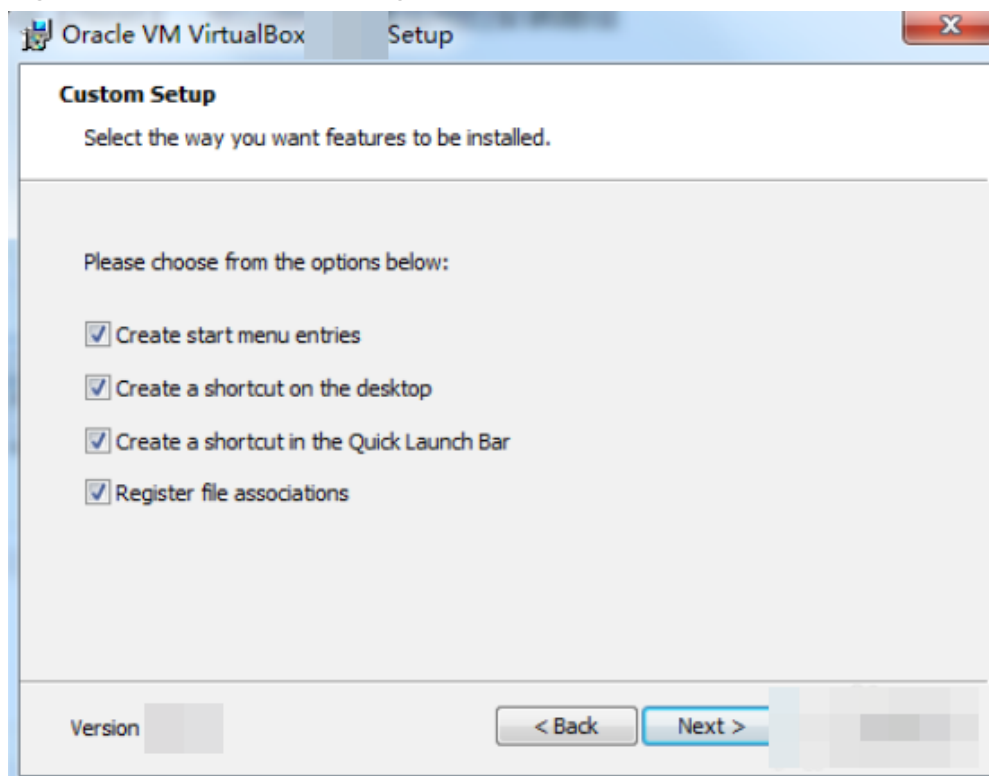 Oracle VM VirtualBox Setup
Custom Setup
Select the way you want features to be installed.
Please choose from the options below:
Create start menu entries
Create a shortcut on the desktop
Create a shortcut in the Quick Launch Bar
Register file associations
Version
< Back Next >